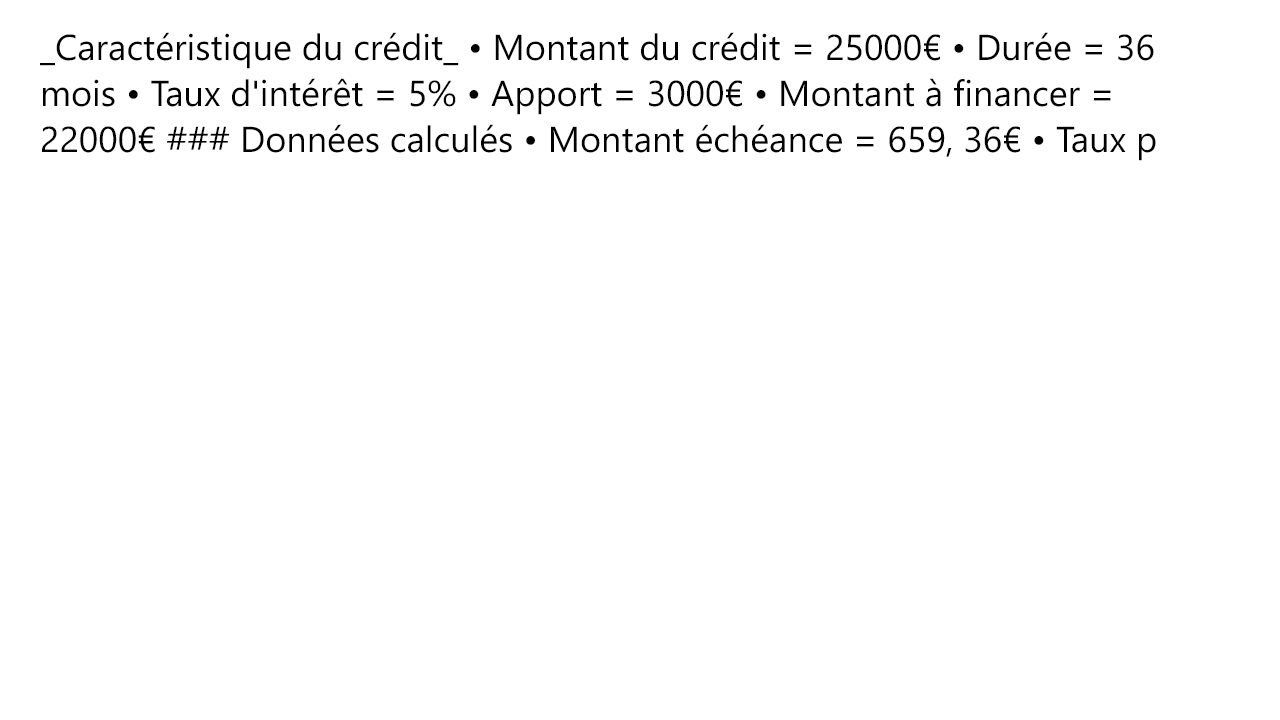 _Caractéristique du crédit_ • Montant du crédit = 25000€ • Durée = 36
mois • Taux d'intérêt = 5% • Apport = 3000€ • Montant à financer =
22000€ ### Données calculés • Montant échéance = 659, 36€ • Taux p